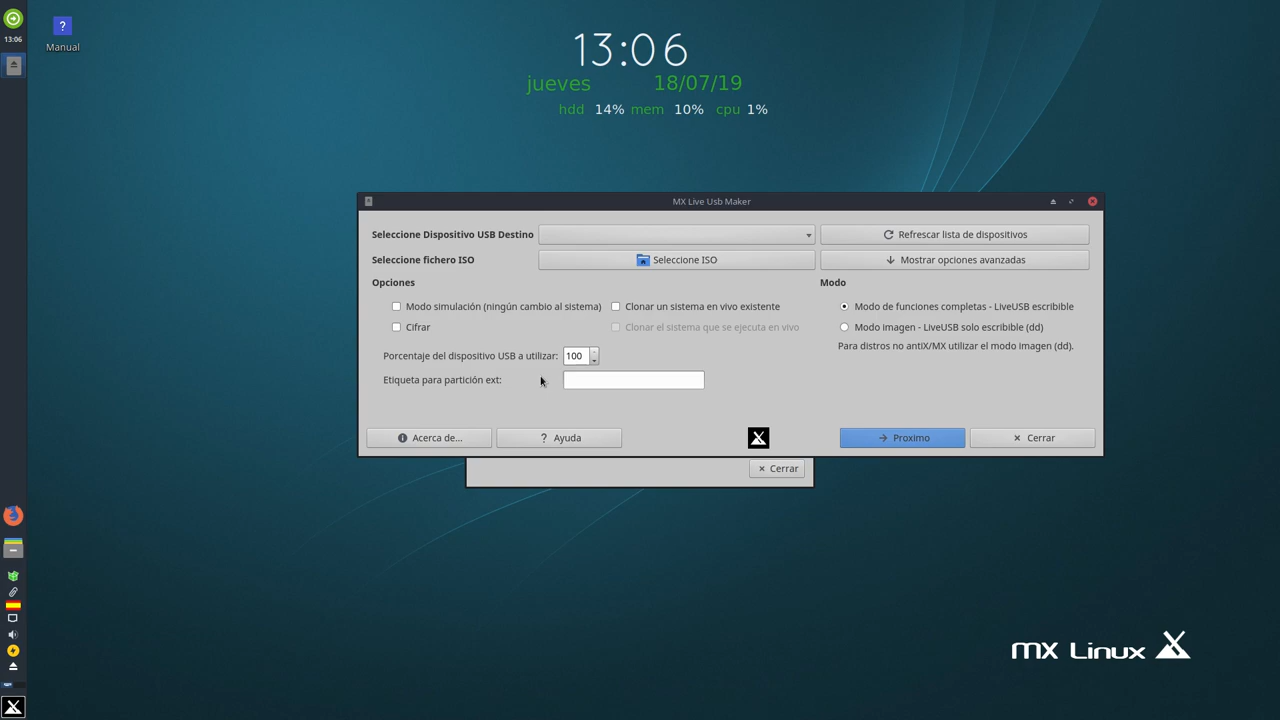 13:06
?
Manual
13:06
jueves 18/07/19
hdd 14% mem 10% cpu 1%
MX Live Usb Maker
Seleccione Dispositivo USB Destino
Refrescar lista de dispositivos
Seleccione fichero ISO
Seleccione ISO
Mostrar opciones avanzadas
Opciones
Modo
Modo simulación (ningún cambio al sistema)
Clonar un sistema en vivo existente
Modo de funciones completas - LiveUSB escribible
Cifrar
Clonar el sistema que se ejecuta en vivo
Modo imagen - LiveUSB solo escribible (dd)
Para distros no antiX/MX utilizar el modo imagen (dd).
Porcentaje del dispositivo USB a utilizar: 100
Etiqueta para partición ext:
Acerca de...
? Ayuda
Proximo
Cerrar
Cerrar
MX Linux